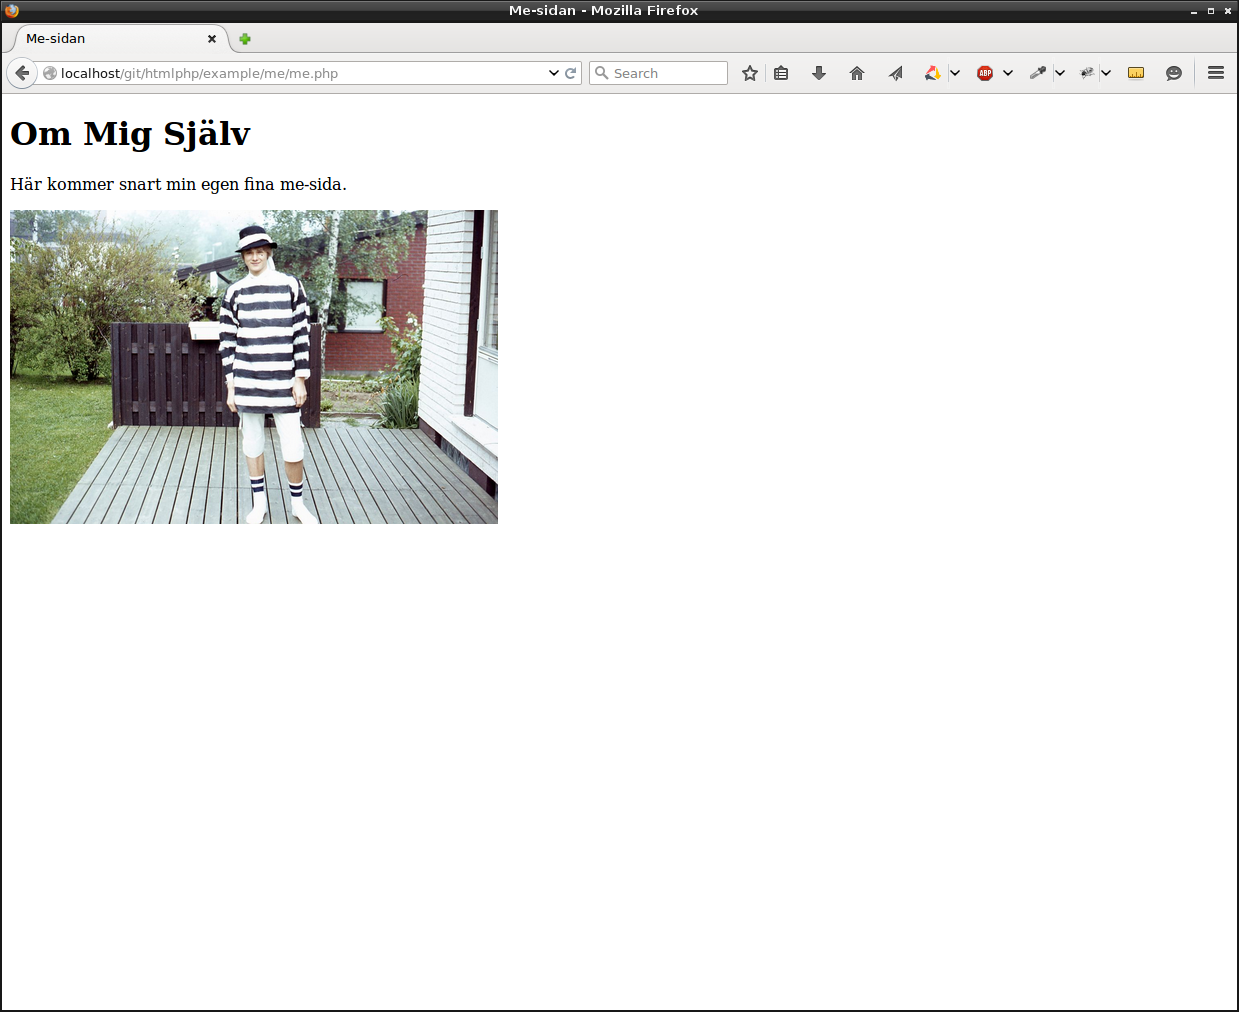 Me-sidan - Mozilla Firefox
Me-sidan
localhost/git/htmlphp/example/me/me.php
Search
ABP
Om Mig Själv
Här kommer snart min egen fina me-sida.